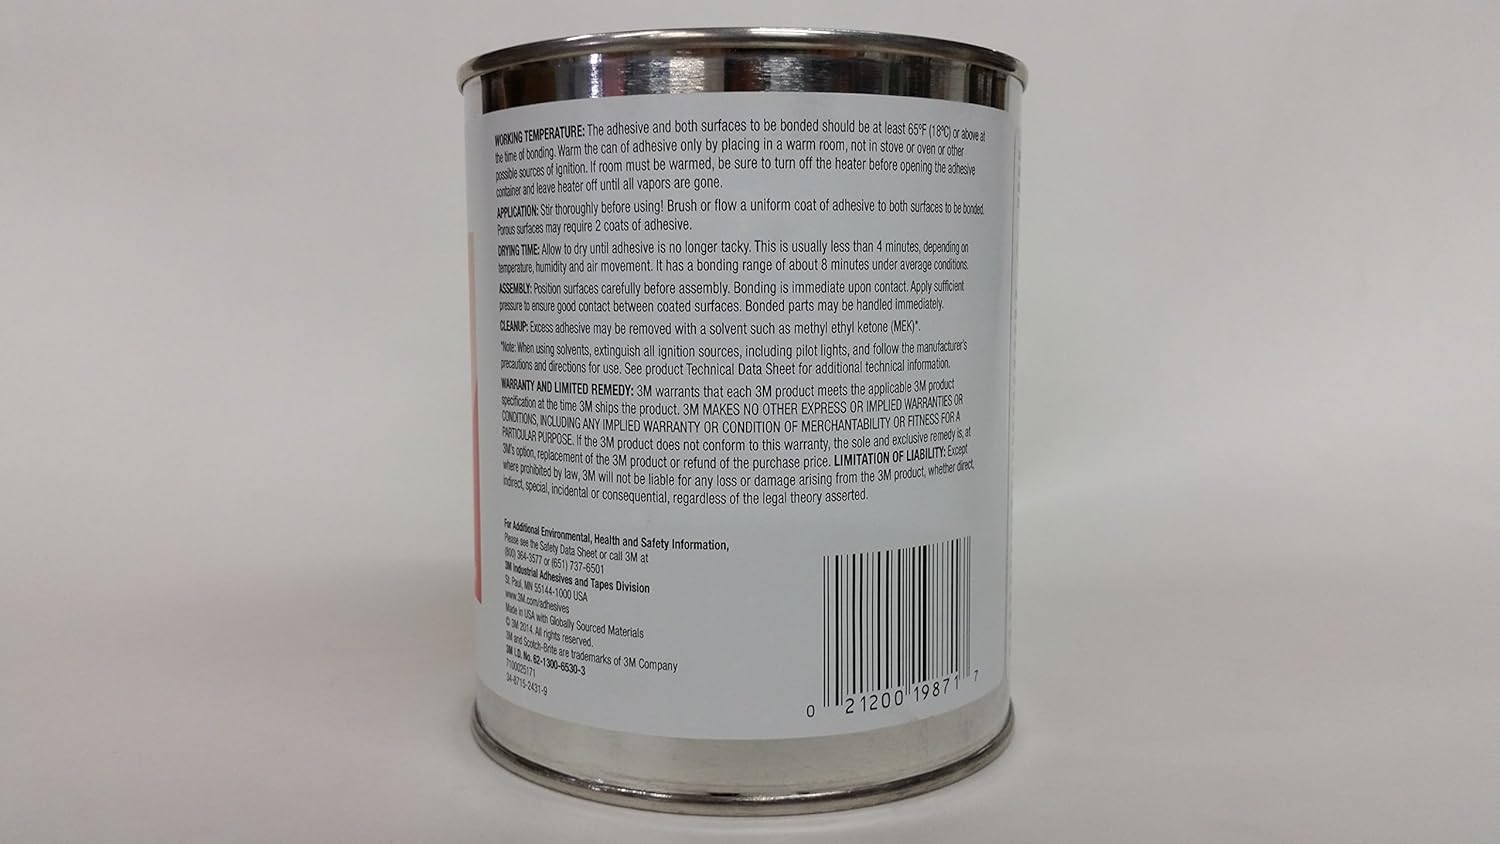 WORKING TEMPERATURE: The adhesive and both surfaces to be bonded should be at least 65°F (18ºC) or above at
the time of bonding. Warm the can of adhesive only by placing in a warm room, not in stove or oven or other
possible sources of ignition. If room must be warmed, be sure to turn off the heater before opening the adhesive
container and leave heater off until all vapors are gone.
APPLICATION: Stir thoroughly before using! Brush or flow a uniform coat of adhesive to both surfaces to be bonded.
Porous surfaces may require 2 coats of adhesive.
DRYING TIME: Allow to dry until adhesive is no longer tacky. This is usually less than 4 minutes, depending on
temperature, humidity and air movement. It has a bonding range of about 8 minutes under average conditions.
ASSEMBLY: Position surfaces carefully before assembly. Bonding is immediate upon contact. Apply sufficient
pressure to ensure good contact between coated surfaces. Bonded parts may be handled immediately.
CLEANUP: Excess adhesive may be removed with a solvent such as methyl ethyl ketone (MEK)*.
*Note: When using solvents, extinguish all ignition sources, including pilot lights, and follow the manufacturer's
precautions and directions for use. See product Technical Data Sheet for additional technical information.
WARRANTY AND LIMITED REMEDY: 3M warrants that each 3M product meets the applicable 3M product
specification at the time 3M ships the product. 3M MAKES NO OTHER EXPRESS OR IMPLIED WARRANTIES OR
CONDITIONS, INCLUDING ANY IMPLIED WARRANTY OR CONDITION OF MERCHANTABILITY OR FITNESS FOR A
PARTICULAR PURPOSE. If the 3M product does not conform to this warranty, the sole and exclusive remedy is, at
3M's option, replacement of the 3M product or refund of the purchase price. LIMITATION OF LIABILITY: Except
where prohibited by law, 3M will not be liable for any loss or damage arising from the 3M product, whether direct,
indirect, special, incidental or consequential, regardless of the legal theory asserted.
For Additional Environmental, Health and Safety Information,
Please see the Safety Data Sheet or call 3M at
(800) 364-3577 or (651) 737-6501
3M Industrial Adhesives and Tapes Division
St. Paul, MN 55144-1000 USA
www.3M.com/adhesives
Made in USA with Globally Sourced Materials
© 3M 2014. All rights reserved.
3M and Scotch-Brite are trademarks of 3M Company
3M I.D. No. 62-1300-6530-3
7100025171
34-8715-2431-9
0 21200 19871 7